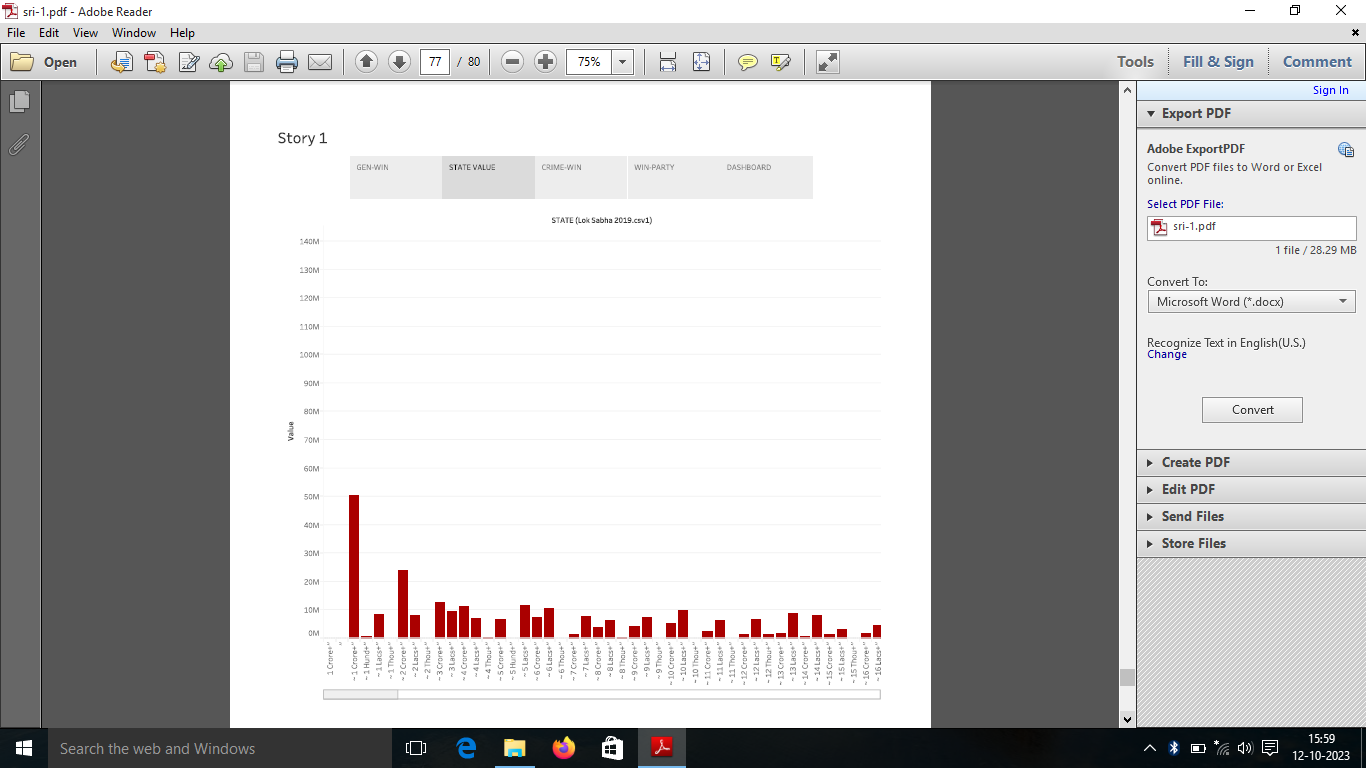 sri-1.pdf - Adobe Reader
File Edit View Window Help
Open 77 / 80 75% Tools Fill & Sign Comment
Sign In
Export PDF
Adobe ExportPDF
Convert PDF files to Word or Excel
online.
Select PDF File:
sri-1.pdf
1 file / 28.29 MB
Convert To:
Microsoft Word (*.docx)
Recognize Text in English(U.S.)
Change
Convert
Create PDF
Edit PDF
Send Files
Store Files
Story 1
GEN-WIN STATE VALUE CRIME-WIN WIN-PARTY DASHBOARD
STATE (Lok Sabha 2019.csv1)
Value
140M
130M
120M
110M
100M
90M
80M
70M
60M
50M
40M
30M
20M
10M
0M
1 Crore+"
"
~ 1 Crore+"
~ 1 Hund+"
~ 1 Lacs+"
~ 1 Thou+"
~ 2 Crore+"
~ 2 Lacs+"
~ 2 Thou+"
~ 3 Crore+"
~ 3 Lacs+"
~ 4 Crore+"
~ 4 Lacs+"
~ 4 Thou+"
~ 5 Crore+"
~ 5 Hund+"
~ 5 Lacs+"
~ 6 Crore+"
~ 6 Lacs+"
~ 6 Thou+"
~ 7 Crore+"
~ 7 Lacs+"
~ 8 Crore+"
~ 8 Lacs+"
~ 8 Thou+"
~ 9 Crore+"
~ 9 Lacs+"
~ 9 Thou+"
~ 10 Crore+"
~ 10 Lacs+"
~ 10 Thou+"
~ 11 Crore+"
~ 11 Lacs+"
~ 11 Thou+"
~ 12 Crore+"
~ 12 Lacs+"
~ 12 Thou+"
~ 13 Crore+"
~ 13 Lacs+"
~ 14 Crore+"
~ 14 Lacs+"
~ 15 Crore+"
~ 15 Lacs+"
~ 15 Thou+"
~ 16 Crore+"
~ 16 Lacs+"
Search the web and Windows
15:59
12-10-2023